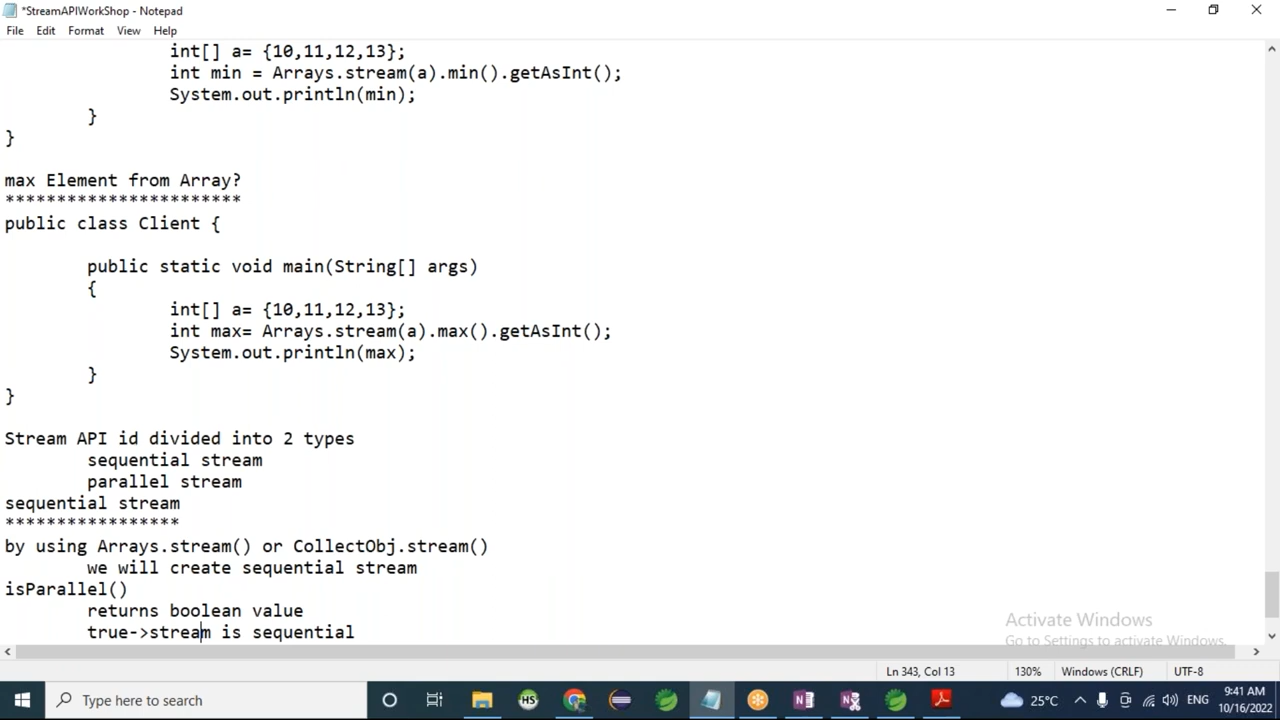 *StreamAPIWorkShop - Notepad
File Edit Format View Help
int[] a= {10,11,12,13};
int min = Arrays.stream(a).min().getAsInt();
System.out.println(min);
}
}
max Element from Array?
***********************
public class Client {
public static void main(String[] args)
{
int[] a= {10,11,12,13};
int max= Arrays.stream(a).max().getAsInt();
System.out.println(max);
}
}
Stream API id divided into 2 types
sequential stream
parallel stream
sequential stream
*****************
by using Arrays.stream() or CollectObj.stream()
we will create sequential stream
isParallel()
returns boolean value
true->stream is sequential
Activate Windows
Go to Settings to activate Windows.
Ln 343, Col 13 130% Windows (CRLF) UTF-8
Type here to search
HS
N
25°C
ENG
9:41 AM
10/16/2022